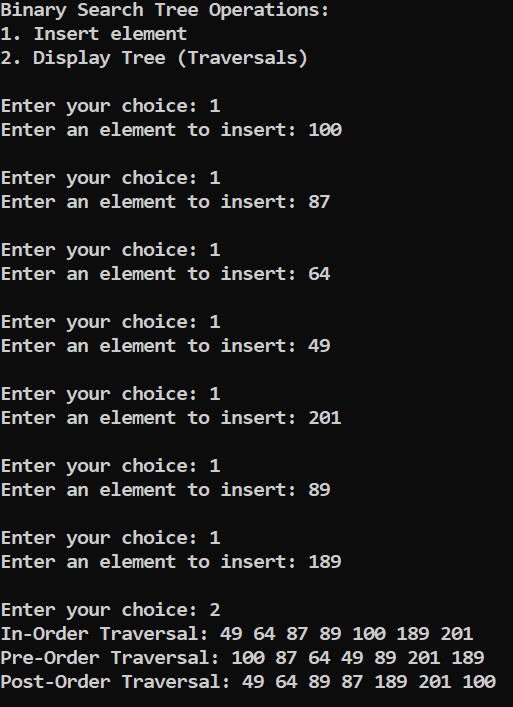 Binary Search Tree Operations:
1. Insert element
2. Display Tree (Traversals)
Enter your choice: 1
Enter an element to insert: 100
Enter your choice: 1
Enter an element to insert: 87
Enter your choice: 1
Enter an element to insert: 64
Enter your choice: 1
Enter an element to insert: 49
Enter your choice: 1
Enter an element to insert: 201
Enter your choice: 1
Enter an element to insert: 89
Enter your choice: 1
Enter an element to insert: 189
Enter your choice: 2
In-Order Traversal: 49 64 87 89 100 189 201
Pre-Order Traversal: 100 87 64 49 89 201 189
Post-Order Traversal: 49 64 89 87 189 201 100